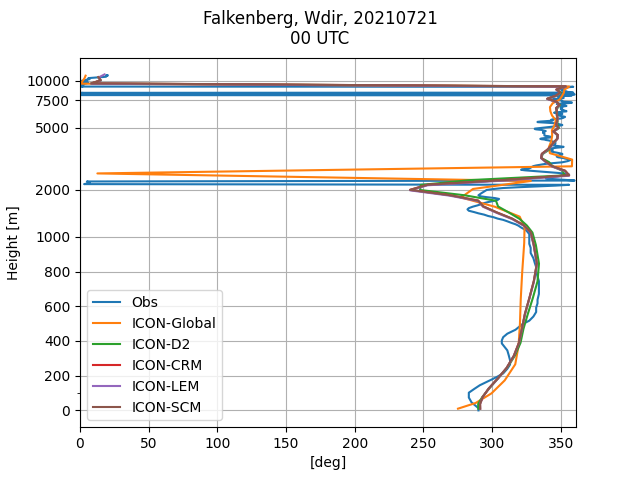 Falkenberg, Wdir, 20210721
00 UTC
10000
7500
5000
2000
1000
800
600
400
200
0
Height [m]
Obs
ICON-Global
ICON-D2
ICON-CRM
ICON-LEM
ICON-SCM
0 50 100 150 200 250 300 350
[deg]